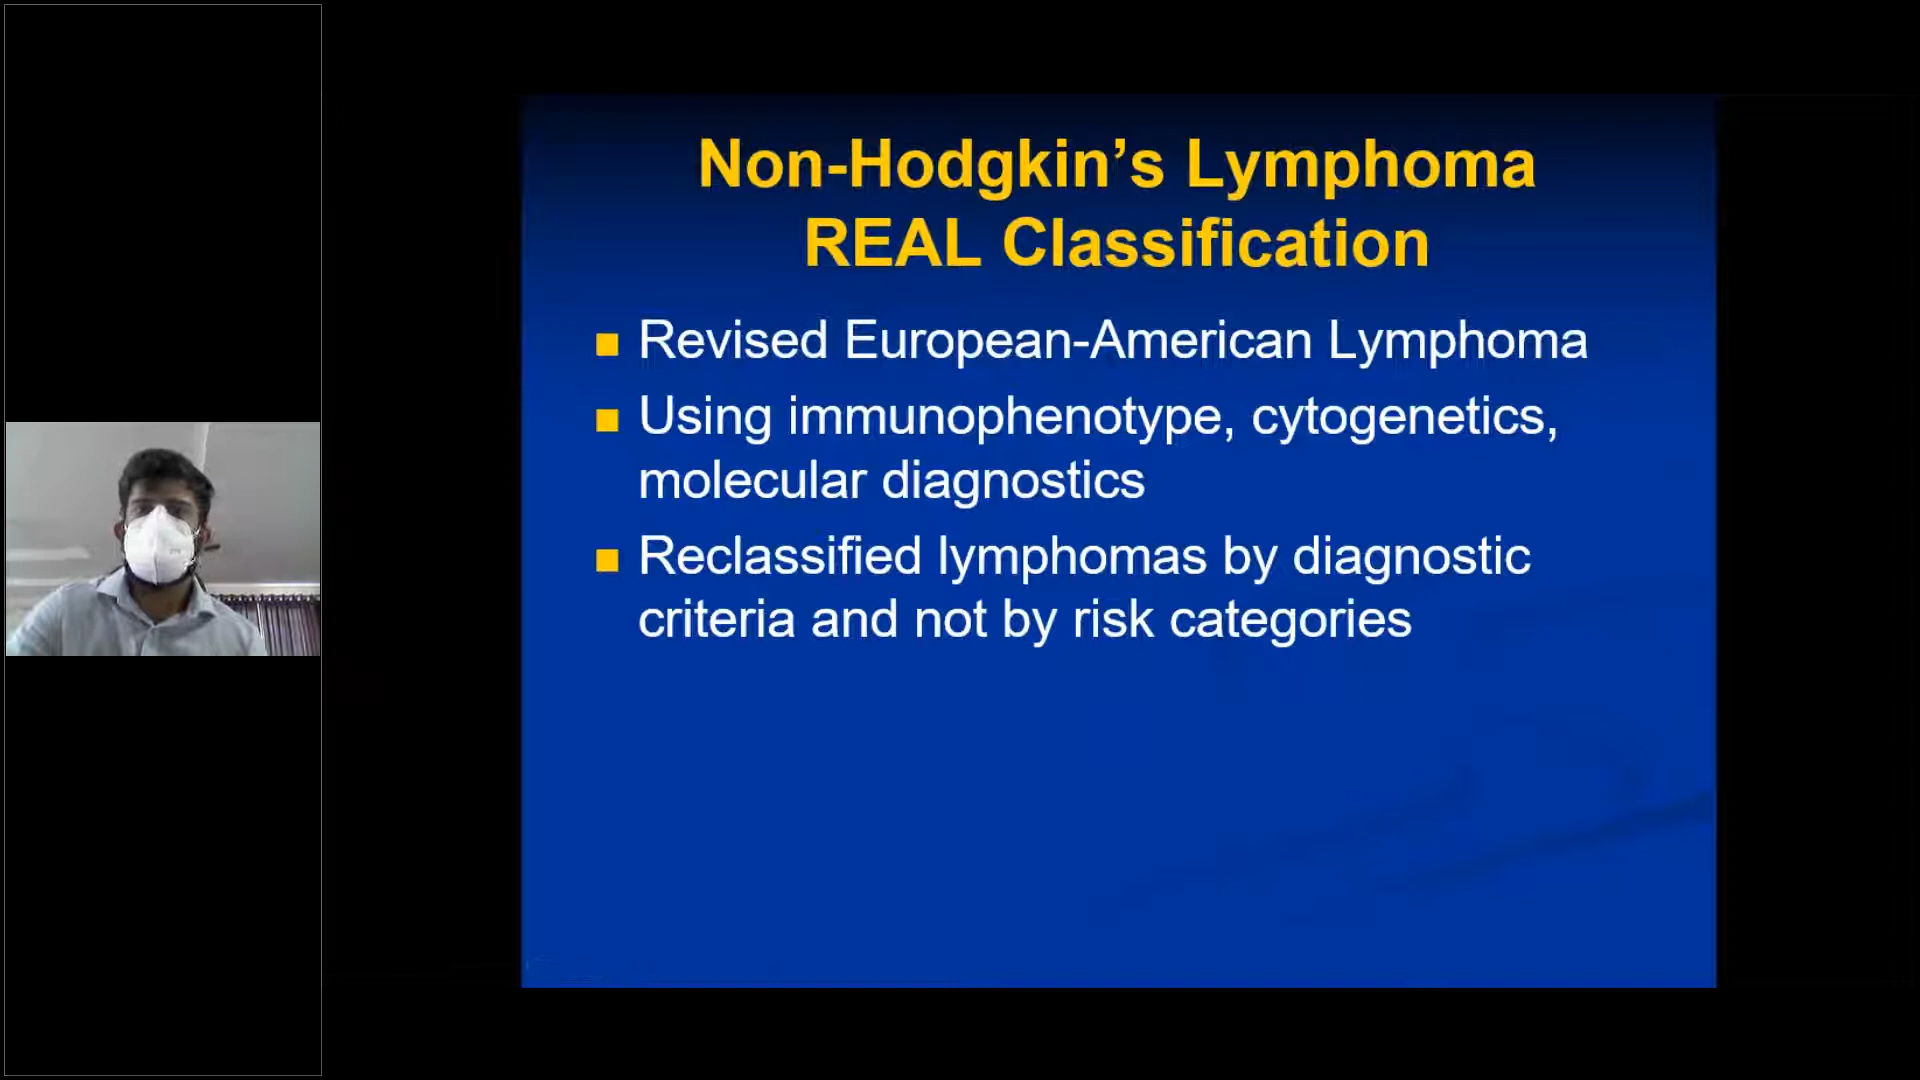 Non-Hodgkin’s Lymphoma
REAL Classification
Revised European-American Lymphoma
Using immunophenotype, cytogenetics,
molecular diagnostics
Reclassified lymphomas by diagnostic
criteria and not by risk categories